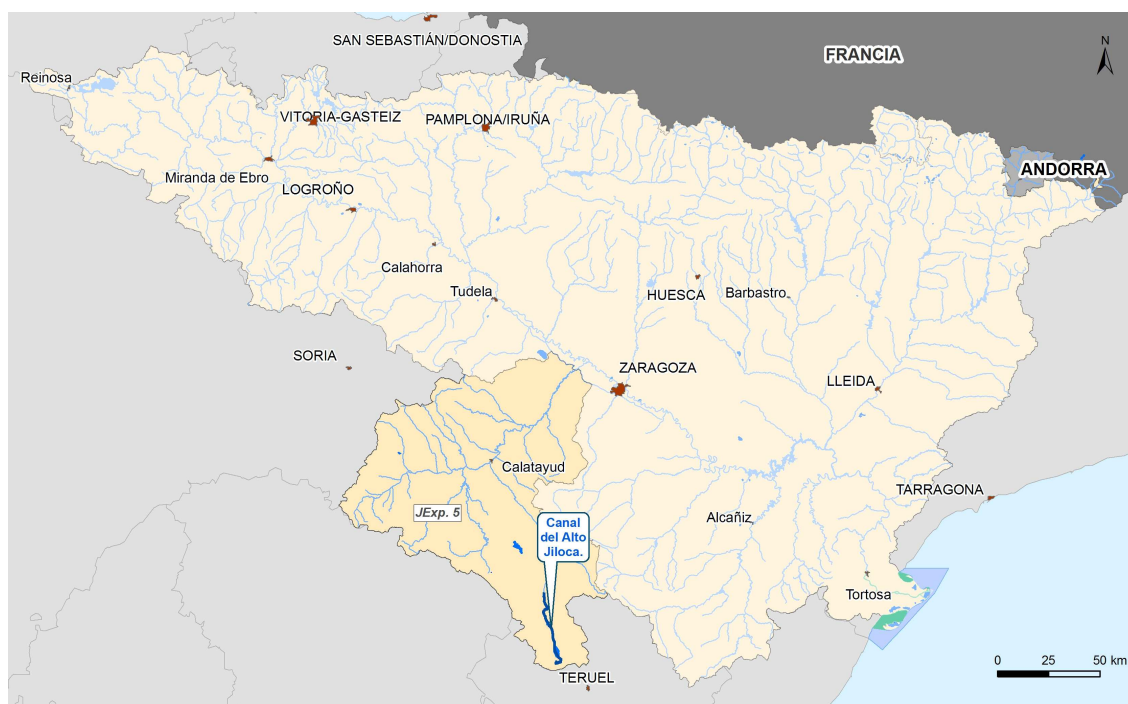 SAN SEBASTIÁN/DONOSTIA
FRANCIA
N
Reinosa
VITORIA-GASTEIZ
PAMPLONA/IRUÑA
ANDORRA
Miranda de Ebro
LOGROÑO
Calahorra
Tudela
HUESCA
Barbastro
SORIA
ZARAGOZA
LLEIDA
Calatayud
TARRAGONA
JExp. 5
Canal
del Alto
Jiloca.
Alcañiz
Tortosa
0 25 50 km
TERUEL